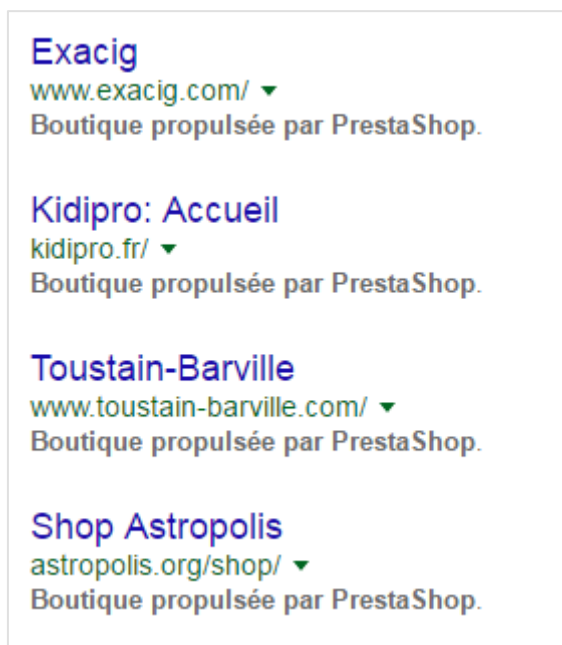 Exacig
www.exacig.com/
Boutique propulsée par PrestaShop.
Kidipro: Accueil
kidipro.fr/
Boutique propulsée par PrestaShop.
Toustain-Barville
www.toustain-barville.com/
Boutique propulsée par PrestaShop.
Shop Astropolis
astropolis.org/shop/
Boutique propulsée par PrestaShop.